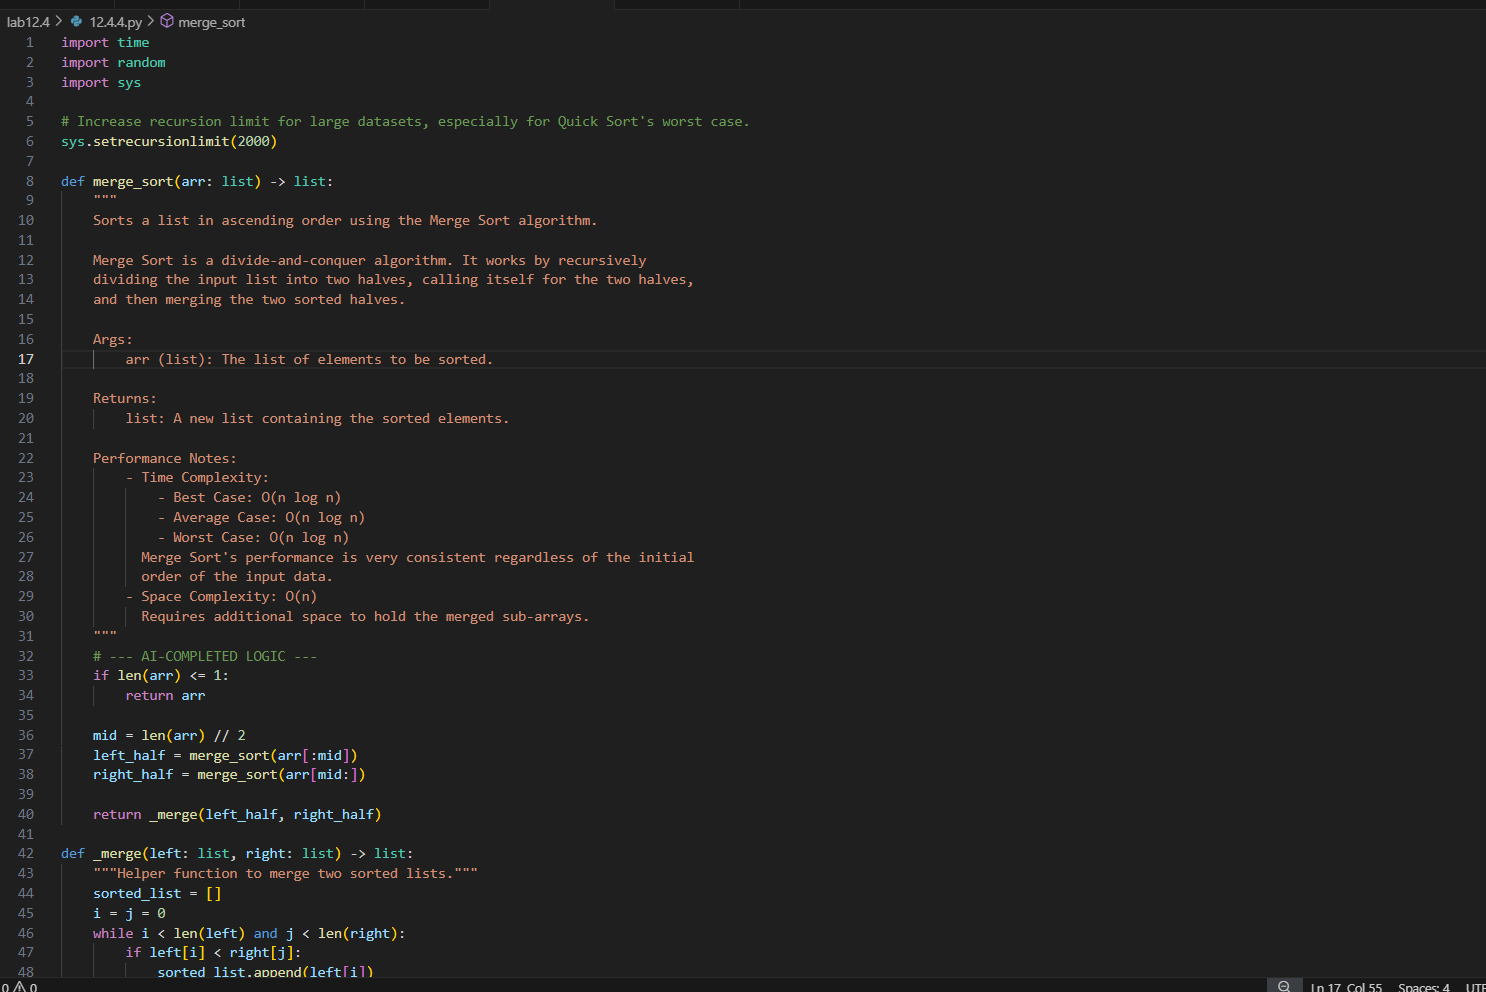 lab12.4 > 12.4.4.py > merge_sort
1 import time
2 import random
3 import sys
4
5 # Increase recursion limit for large datasets, especially for Quick Sort's worst case.
6 sys.setrecursionlimit(2000)
7
8 def merge_sort(arr: list) -> list:
9     """
10     Sorts a list in ascending order using the Merge Sort algorithm.
11
12     Merge Sort is a divide-and-conquer algorithm. It works by recursively
13     dividing the input list into two halves, calling itself for the two halves,
14     and then merging the two sorted halves.
15
16     Args:
17         arr (list): The list of elements to be sorted.
18
19     Returns:
20         list: A new list containing the sorted elements.
21
22     Performance Notes:
23         - Time Complexity:
24             - Best Case: O(n log n)
25             - Average Case: O(n log n)
26             - Worst Case: O(n log n)
27           Merge Sort's performance is very consistent regardless of the initial
28           order of the input data.
29         - Space Complexity: O(n)
30           Requires additional space to hold the merged sub-arrays.
31     """
32     # --- AI-COMPLETED LOGIC ---
33     if len(arr) <= 1:
34         return arr
35
36     mid = len(arr) // 2
37     left_half = merge_sort(arr[:mid])
38     right_half = merge_sort(arr[mid:])
39
40     return _merge(left_half, right_half)
41
42 def _merge(left: list, right: list) -> list:
43     """Helper function to merge two sorted lists."""
44     sorted_list = []
45     i = j = 0
46     while i < len(left) and j < len(right):
47         if left[i] < right[j]:
48             sorted_list.append(left[i])
0 0 Ln 17, Col 55 Spaces: 4 UTF